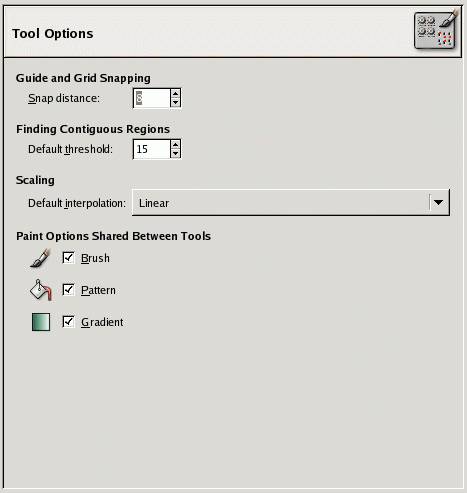 Tool Options
Guide and Grid Snapping
Snap distance:
Finding Contiguous Regions
Default threshold: 15
Scaling
Default interpolation: Linear
Paint Options Shared Between Tools
Brush
Pattern
Gradient